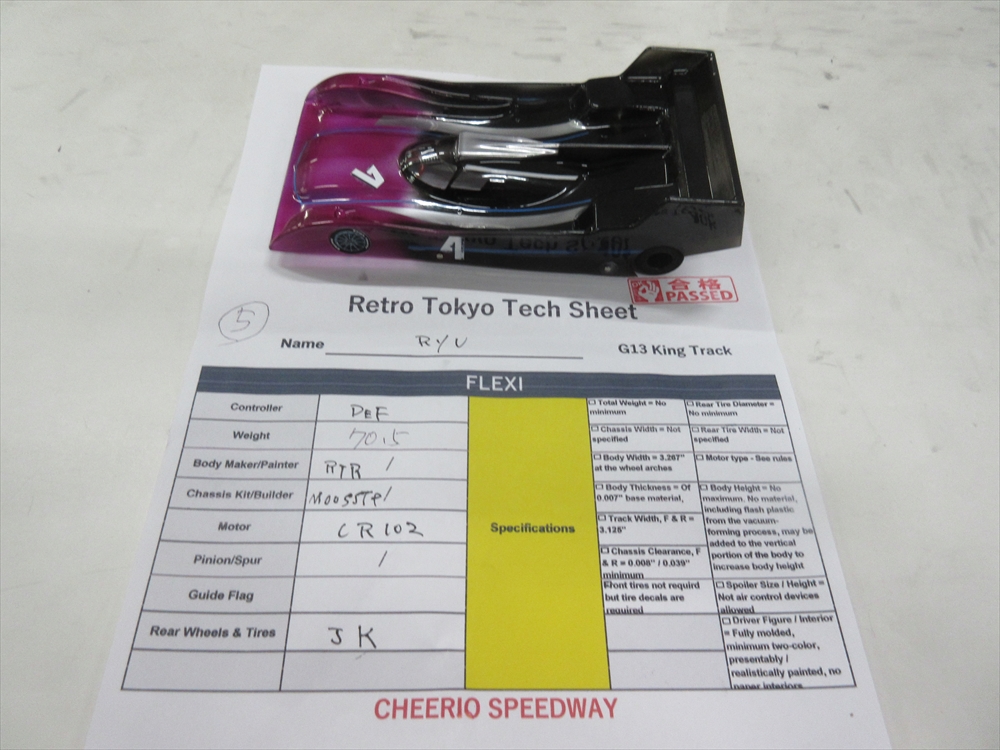 4
4
合格
PASSED
Retro Tokyo Tech Sheet
5
Name RYU
G13 King Track
FLEXI
Controller DEF
Weight 70.5
Body Maker/Painter RTR /
Chassis Kit/Builder /
Motor CR102
Pinion/Spur /
Guide Flag
Rear Wheels & Tires JK
Specifications
Total Weight = No
minimum
Rear Tire Diameter =
No minimum
Chassis Width = Not
specified
Rear Tire Width = Not
specified
Body Width = 3.267"
at the wheel arches
Motor type - See rules
Body Thickness = Of
0.007" base material,
Body Height = No
maximum. No material,
including flash plastic
from the vacuum-
forming process, may be
added to the vertical
portion of the body to
increase body height
Track Width, F & R =
3.125"
Chassis Clearance, F
& R = 0.008" / 0.039"
minimum
Front tires not requird
but tire decals are
required
Spoiler Size / Height =
Not air control devices
allowed
Driver Figure / Interior
= Fully molded,
minimum two-color,
presentably /
realistically painted, no
paper interiors
CHEERIO SPEEDWAY